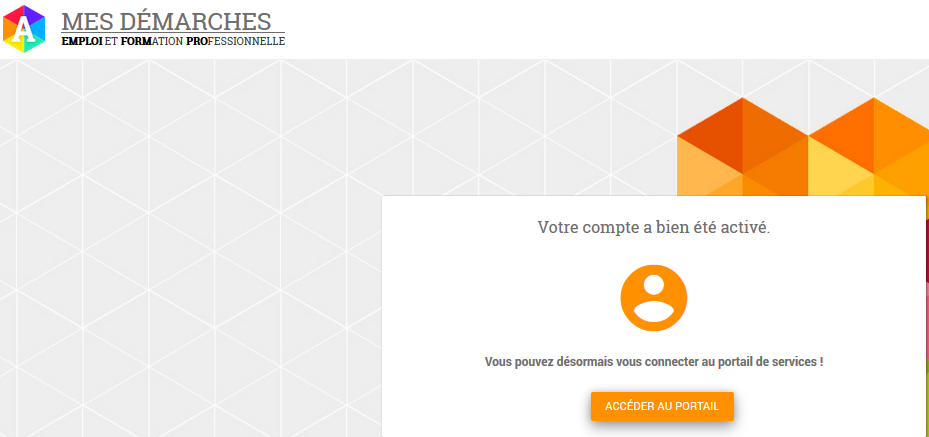 A
MES DÉMARCHES
EMPLOI ET FORMATION PROFESSIONNELLE
Votre compte a bien été activé.
Vous pouvez désormais vous connecter au portail de services !
ACCÉDER AU PORTAIL